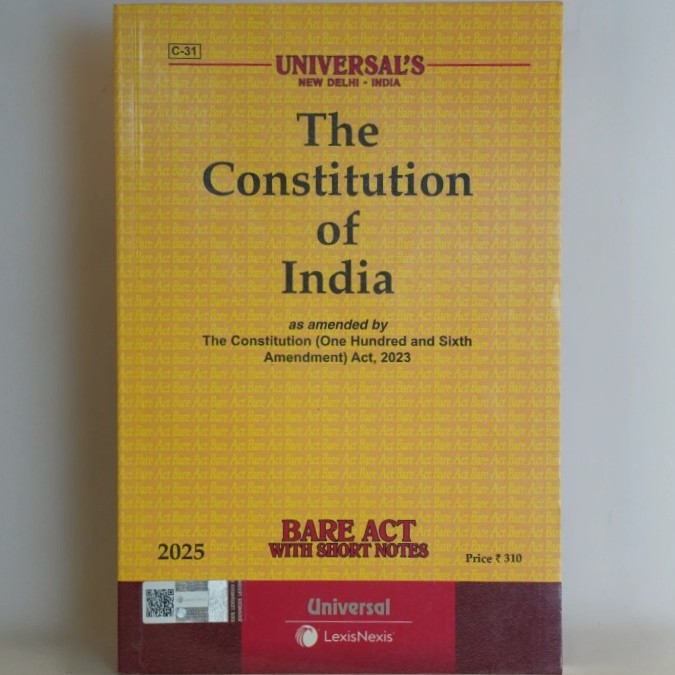 C-31
UNIVERSAL'S
NEW DELHI - INDIA
The
Constitution
of
India
as amended by
The Constitution (One Hundred and Sixth
Amendment) Act, 2023
2025
BARE ACT
WITH SHORT NOTES
Price ₹ 310
Universal
LexisNexis